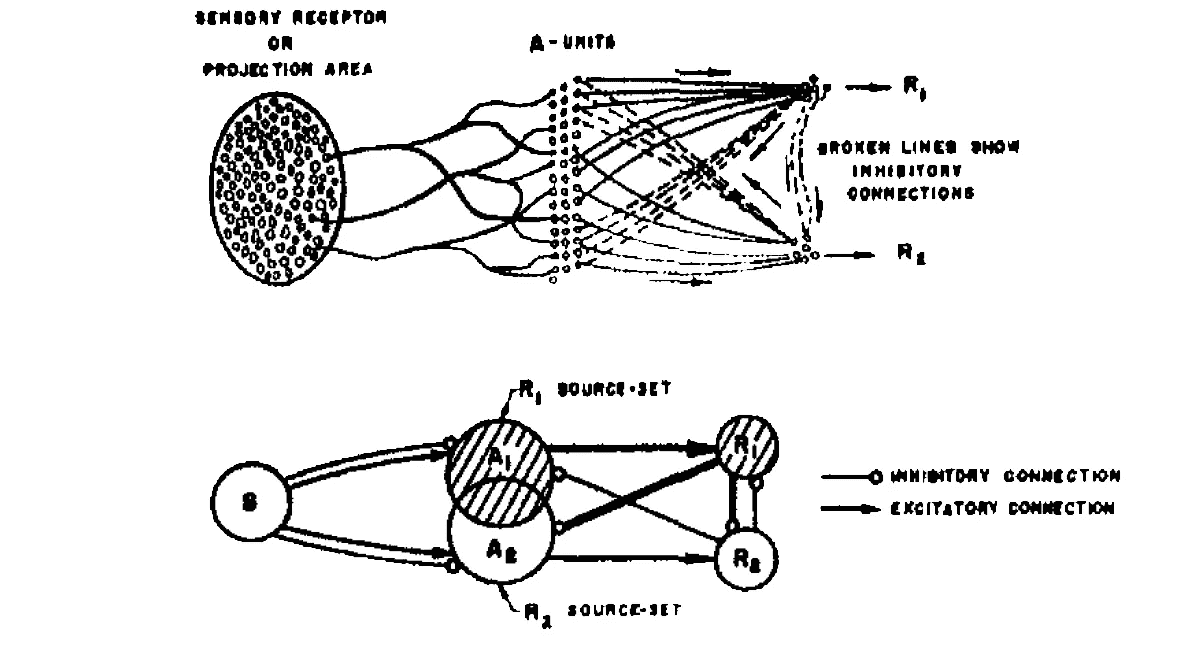 SENSORY RECEPTOR
OR
PROJECTION AREA
A-UNITS
R1
BROKEN LINES SHOW
INHIBITORY
CONNECTIONS
R2
R1 SOURCE-SET
S
A1
R1
A2
R2
INHIBITORY CONNECTION
EXCITATORY CONNECTION
R2 SOURCE-SET